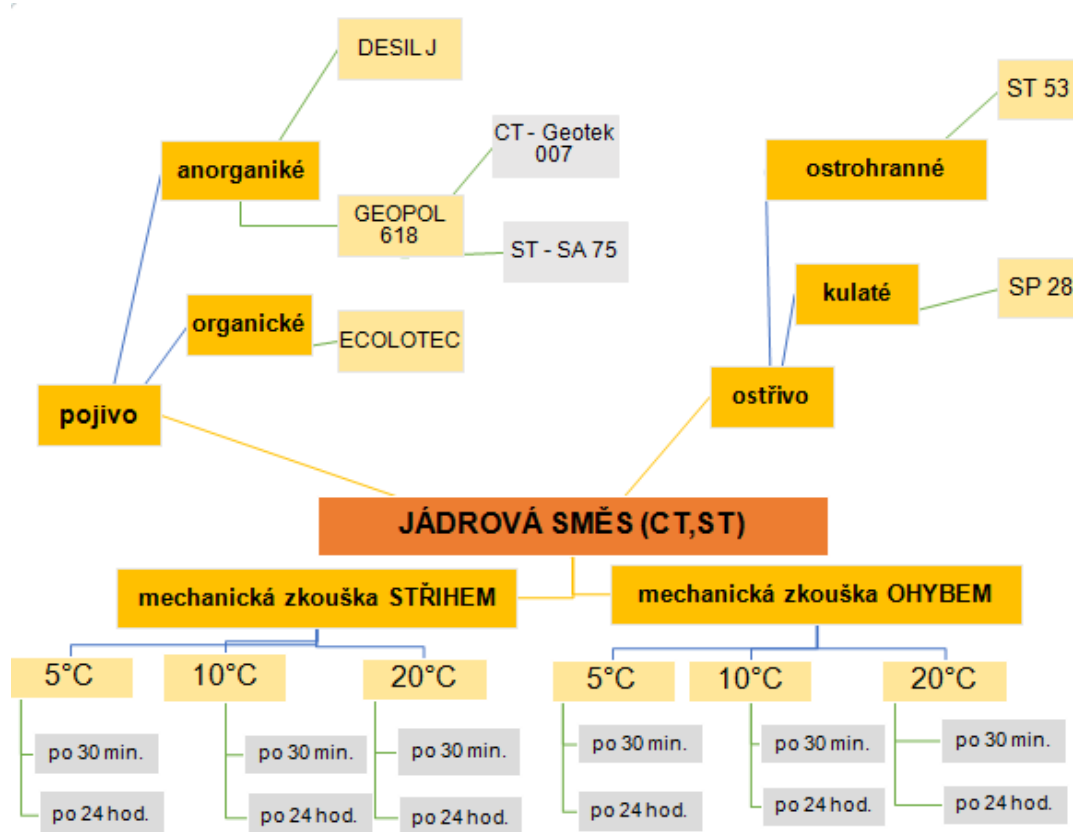 DESIL J
CT - Geotek
007
anorganiké
GEOPOL
618
ST - SA 75
organické
ECOLOTEC
pojivo
ST 53
ostrohranné
kulaté
SP 28
ostřivo
JÁDROVÁ SMĚS (CT,ST)
mechanická zkouška STŘIHEM
5°C
10°C
20°C
po 30 min.
po 30 min.
po 30 min.
po 24 hod.
po 24 hod.
po 24 hod.
mechanická zkouška OHYBEM
5°C
10°C
20°C
po 30 min.
po 30 min.
po 30 min.
po 24 hod.
po 24 hod.
po 24 hod.